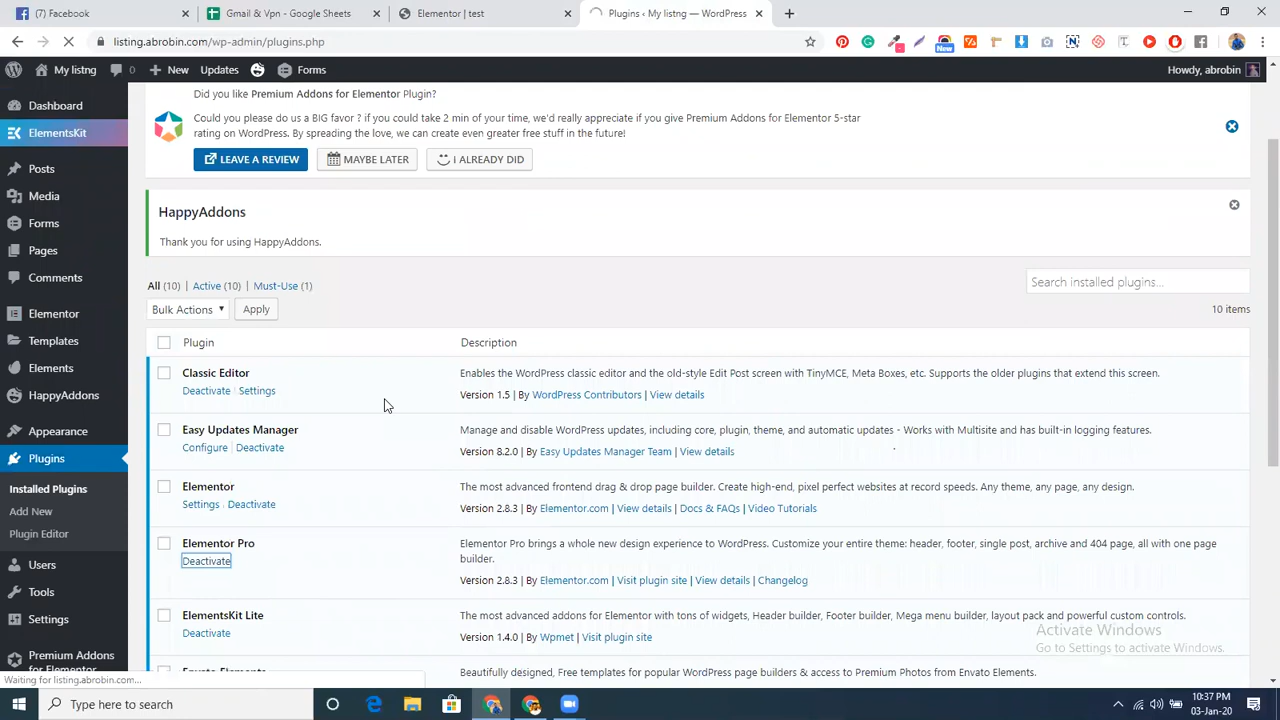 (7) Facebook
Gmail & Vpn - Google Sheets
Elementor | test
Plugins ‹ My listng — WordPress
listing.abrobin.com/wp-admin/plugins.php
New
My listng
0
New
Updates
Forms
Howdy, abrobin
Dashboard
ElementsKit
Posts
Media
Forms
Pages
Comments
Elementor
Templates
Elements
HappyAddons
Appearance
Plugins
Installed Plugins
Add New
Plugin Editor
Users
Tools
Settings
Premium Addons
for Elementor
Did you like Premium Addons for Elementor Plugin?
Could you please do us a BIG favor ? if you could take 2 min of your time, we'd really appreciate if you give Premium Addons for Elementor 5-star
rating on WordPress. By spreading the love, we can create even greater free stuff in the future!
LEAVE A REVIEW
MAYBE LATER
I ALREADY DID
HappyAddons
Thank you for using HappyAddons.
All (10) | Active (10) | Must-Use (1)
Search installed plugins...
Bulk Actions
Apply
10 items
Plugin
Description
Classic Editor
Deactivate | Settings
Enables the WordPress classic editor and the old-style Edit Post screen with TinyMCE, Meta Boxes, etc. Supports the older plugins that extend this screen.
Version 1.5 | By WordPress Contributors | View details
Easy Updates Manager
Configure | Deactivate
Manage and disable WordPress updates, including core, plugin, theme, and automatic updates - Works with Multisite and has built-in logging features.
Version 8.2.0 | By Easy Updates Manager Team | View details
Elementor
Settings | Deactivate
The most advanced frontend drag & drop page builder. Create high-end, pixel perfect websites at record speeds. Any theme, any page, any design.
Version 2.8.3 | By Elementor.com | View details | Docs & FAQs | Video Tutorials
Elementor Pro
Deactivate
Elementor Pro brings a whole new design experience to WordPress. Customize your entire theme: header, footer, single post, archive and 404 page, all with one page
builder.
Version 2.8.3 | By Elementor.com | Visit plugin site | View details | Changelog
ElementsKit Lite
Deactivate
The most advanced addons for Elementor with tons of widgets, Header builder, Footer builder, Mega menu builder, layout pack and powerful custom controls.
Version 1.4.0 | By Wpmet | Visit plugin site
Envato Elements
Beautifully designed, Free templates for popular WordPress page builders & access to Premium Photos from Envato Elements.
Activate Windows
Go to Settings to activate Windows.
Waiting for listing.abrobin.com...
Type here to search
10:37 PM
03-Jan-20